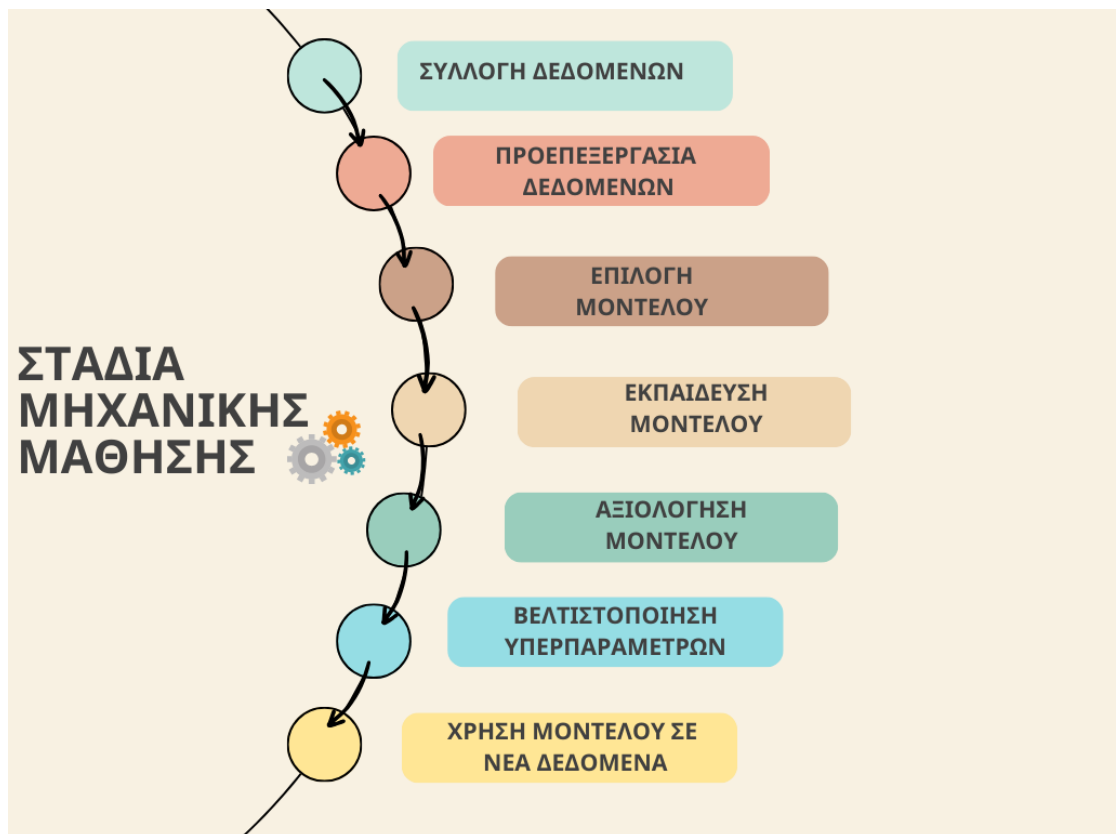 ΣΤΑΔΙΑ
ΜΗΧΑΝΙΚΗΣ
ΜΑΘΗΣΗΣ
ΣΥΛΛΟΓΗ ΔΕΔΟΜΕΝΩΝ
ΠΡΟΕΠΕΞΕΡΓΑΣΙΑ
ΔΕΔΟΜΕΝΩΝ
ΕΠΙΛΟΓΗ
ΜΟΝΤΕΛΟΥ
ΕΚΠΑΙΔΕΥΣΗ
ΜΟΝΤΕΛΟΥ
ΑΞΙΟΛΟΓΗΣΗ
ΜΟΝΤΕΛΟΥ
ΒΕΛΤΙΣΤΟΠΟΙΗΣΗ
ΥΠΕΡΠΑΡΑΜΕΤΡΩΝ
ΧΡΗΣΗ ΜΟΝΤΕΛΟΥ ΣΕ
ΝΕΑ ΔΕΔΟΜΕΝΑ